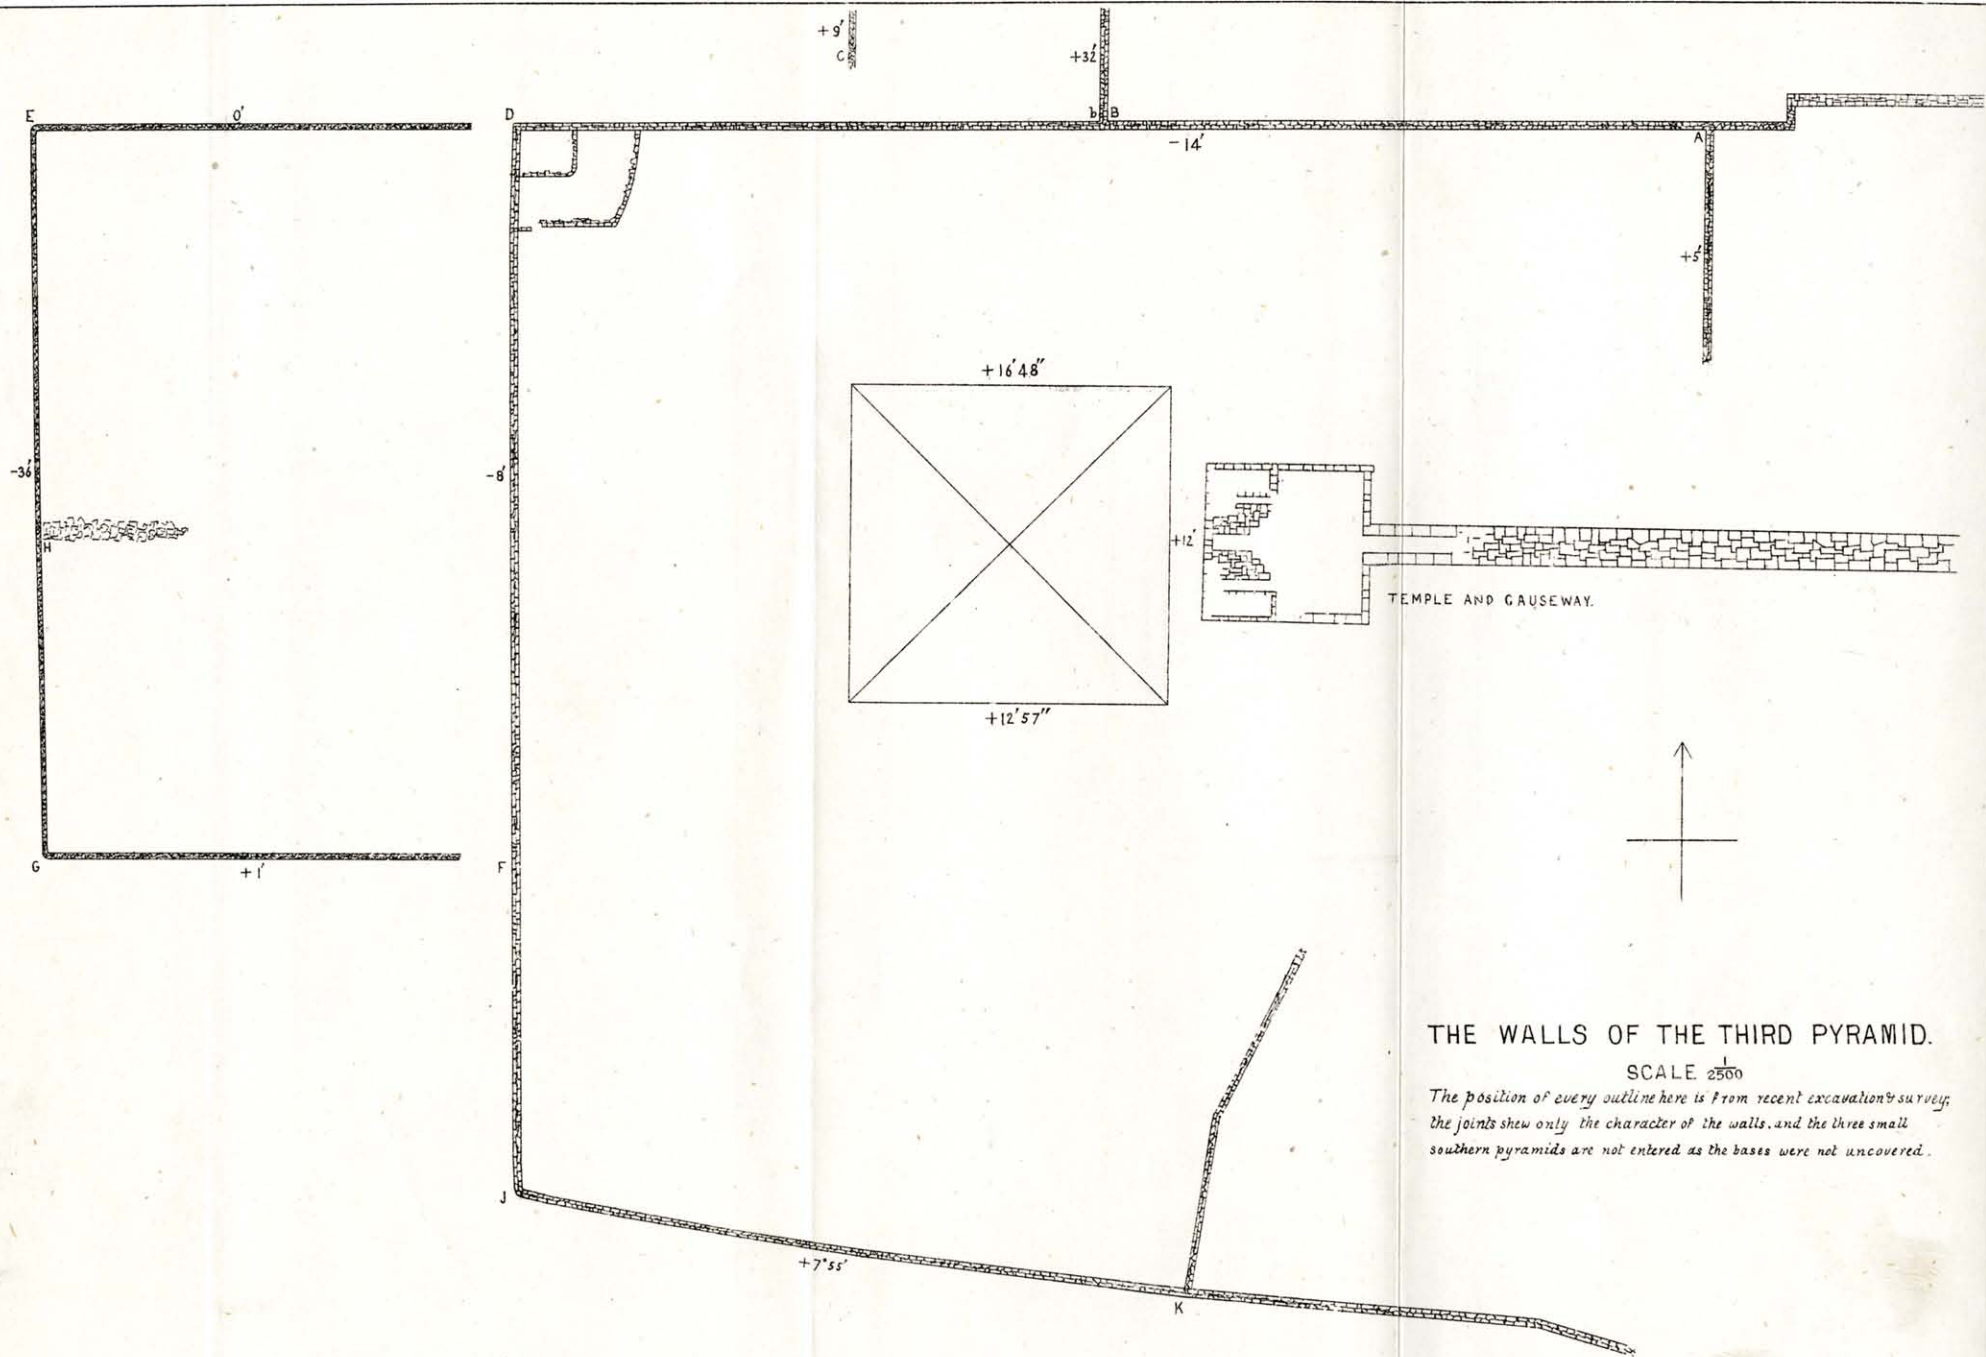 +9'
C
+32'
E
0'
D
b B
-14'
A
+5'
+16'48"
-36'
-8'
H
+12'
TEMPLE AND CAUSEWAY.
+12'57"
G
+1'
F
THE WALLS OF THE THIRD PYRAMID.
SCALE 1/2500
The position of every outline here is from recent excavation & survey;
the joints shew only the character of the walls, and the three small
southern pyramids are not entered as the bases were not uncovered.
J
+7°55'
K